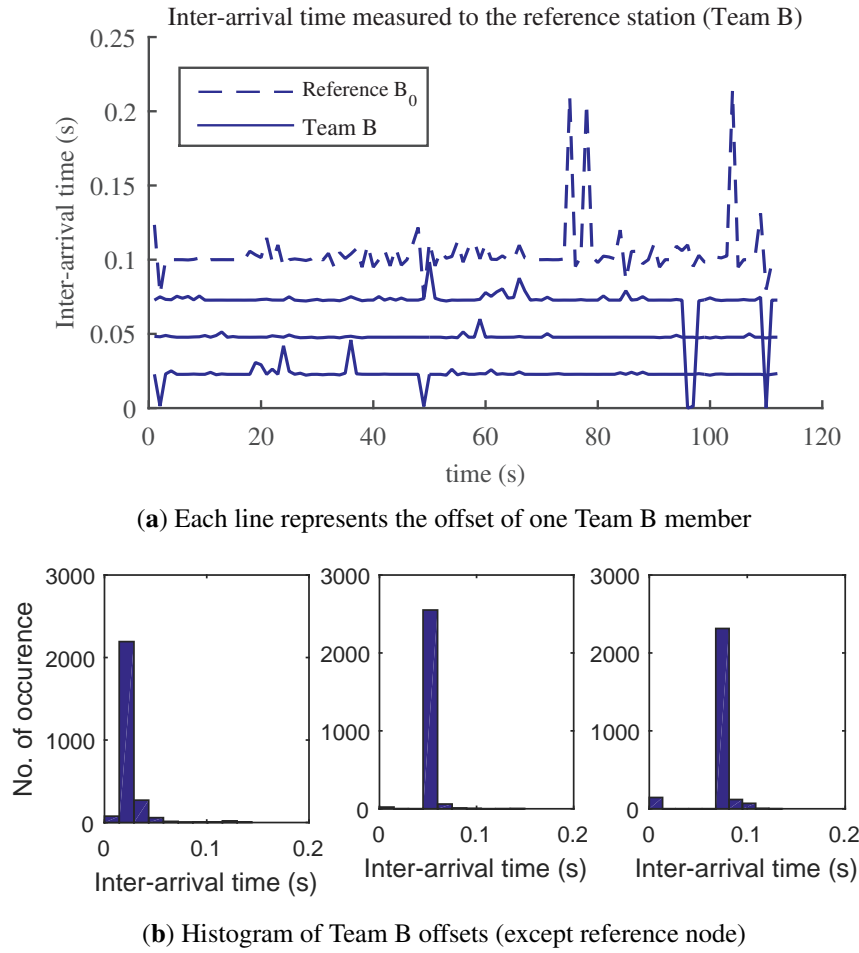 Inter-arrival time measured to the reference station (Team B)
0.25
0.2
0.15
0.1
0.05
0
Inter-arrival time (s)
Reference B0
Team B
0 20 40 60 80 100 120
time (s)
(a) Each line represents the offset of one Team B member
3000 3000 3000
2000 2000 2000
1000 1000 1000
0 0 0
No. of occurence
0 0.1 0.2 0 0.1 0.2 0 0.1 0.2
Inter-arrival time (s) Inter-arrival time (s) Inter-arrival time (s)
(b) Histogram of Team B offsets (except reference node)